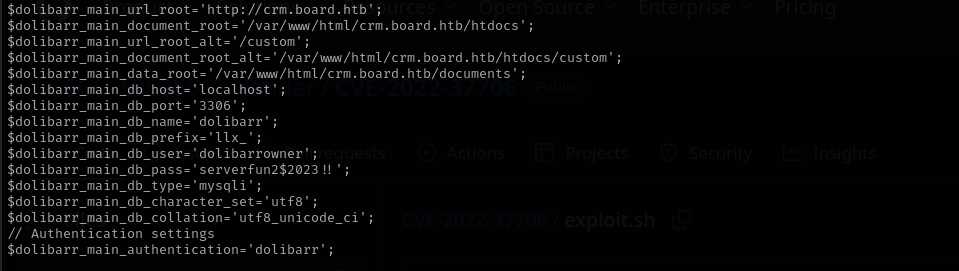 $dolibarr_main_url_root='http://crm.board.htb';
$dolibarr_main_document_root='/var/www/html/crm.board.htb/htdocs';
$dolibarr_main_url_root_alt='/custom';
$dolibarr_main_document_root_alt='/var/www/html/crm.board.htb/htdocs/custom';
$dolibarr_main_data_root='/var/www/html/crm.board.htb/documents';
$dolibarr_main_db_host='localhost';
$dolibarr_main_db_port='3306';
$dolibarr_main_db_name='dolibarr';
$dolibarr_main_db_prefix='llx_';
$dolibarr_main_db_user='dolibarrowner';
$dolibarr_main_db_pass='serverfun2$2023!!';
$dolibarr_main_db_type='mysqli';
$dolibarr_main_db_character_set='utf8';
$dolibarr_main_db_collation='utf8_unicode_ci';
// Authentication settings
$dolibarr_main_authentication='dolibarr';
Open Source
Enterprise
Pricing
/ CVE-2022-37706
Public
requests
Actions
Projects
Security
Insights
CVE-2022-37706 / exploit.sh